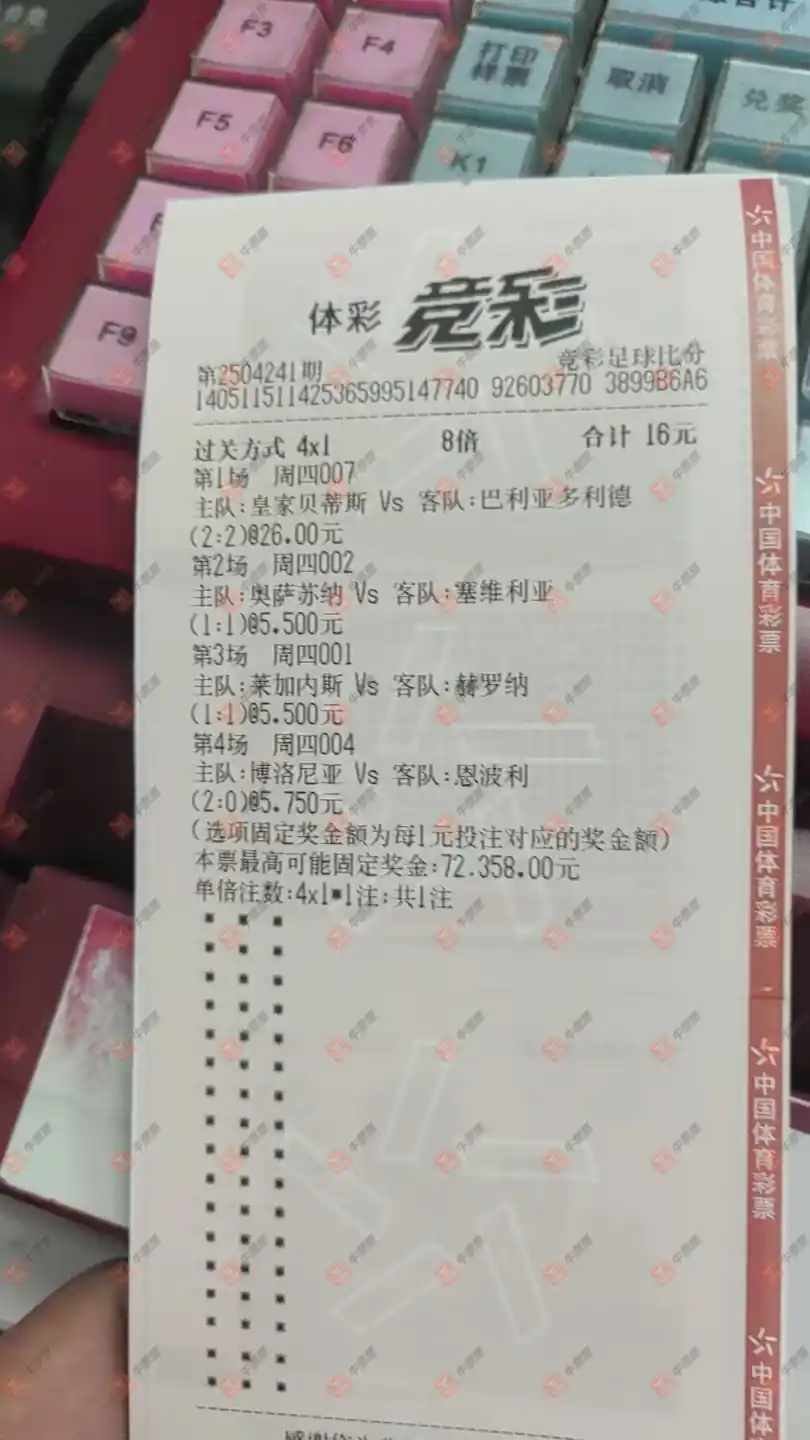 F3
F4
打印
样票
取消
兑奖
F5
F6
K1
F9
体彩 竞彩
竞彩足球比分
第2504241期
140511511425365995147740 92603770 3899B6A6
过关方式 4x1 8倍 合计 16元
第1场 周四007
主队:皇家贝蒂斯 Vs 客队:巴利亚多利德
(2:2)@26.00元
第2场 周四002
主队:奥萨苏纳 Vs 客队:塞维利亚
(1:1)@5.500元
第3场 周四001
主队:莱加内斯 Vs 客队:赫罗纳
(1:1)@5.500元
第4场 周四004
主队:博洛尼亚 Vs 客队:恩波利
(2:0)@5.750元
(选项固定奖金额为每1元投注对应的奖金额)
本票最高可能固定奖金:72.358.00元
单倍注数:4x1*1注:共1注
中国体育彩票
中国体育彩票
中国体育彩票
中国体育彩票
中国体